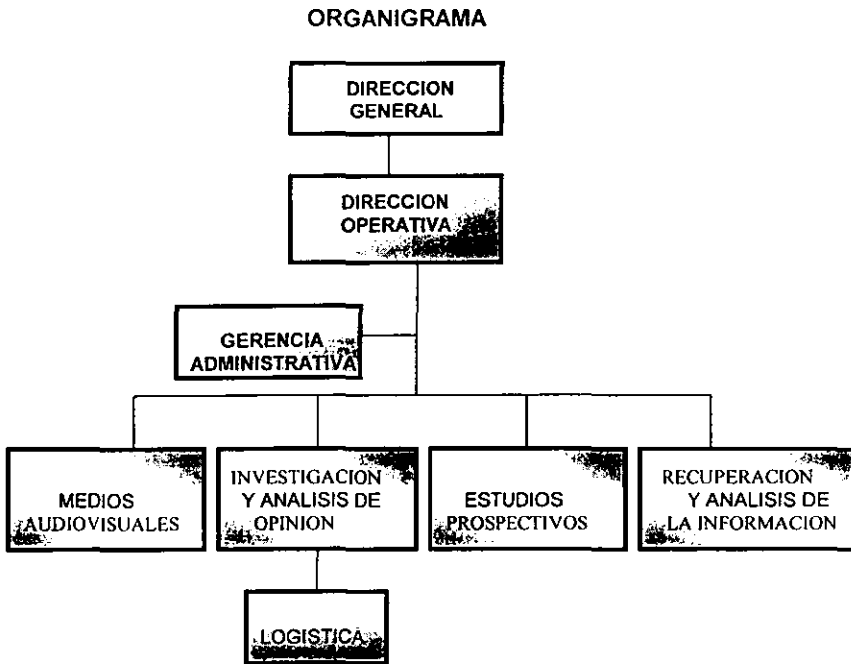 ORGANIGRAMA
DIRECCION
GENERAL
DIRECCION
OPERATIVA
GERENCIA
ADMINISTRATIVA
MEDIOS
AUDIOVISUALES
INVESTIGACION
Y ANALISIS DE
OPINION
ESTUDIOS
PROSPECTIVOS
RECUPERACION
Y ANALISIS DE
LA INFORMACION
LOGISTICA